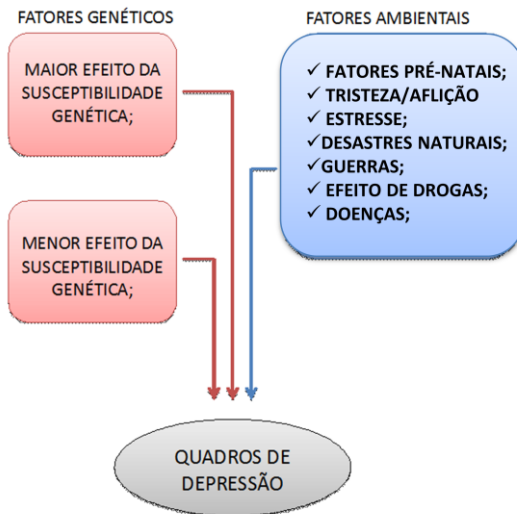 FATORES GENÉTICOS
MAIOR EFEITO DA
SUSCEPTIBILIDADE
GENÉTICA;
MENOR EFEITO DA
SUSCEPTIBILIDADE
GENÉTICA;
FATORES AMBIENTAIS
✓ FATORES PRÉ-NATAIS;
✓ TRISTEZA/AFLIÇÃO
✓ ESTRESSE;
✓DESASTRES NATURAIS;
✓GUERRAS;
✓ EFEITO DE DROGAS;
✓ DOENÇAS;
QUADROS DE
DEPRESSÃO